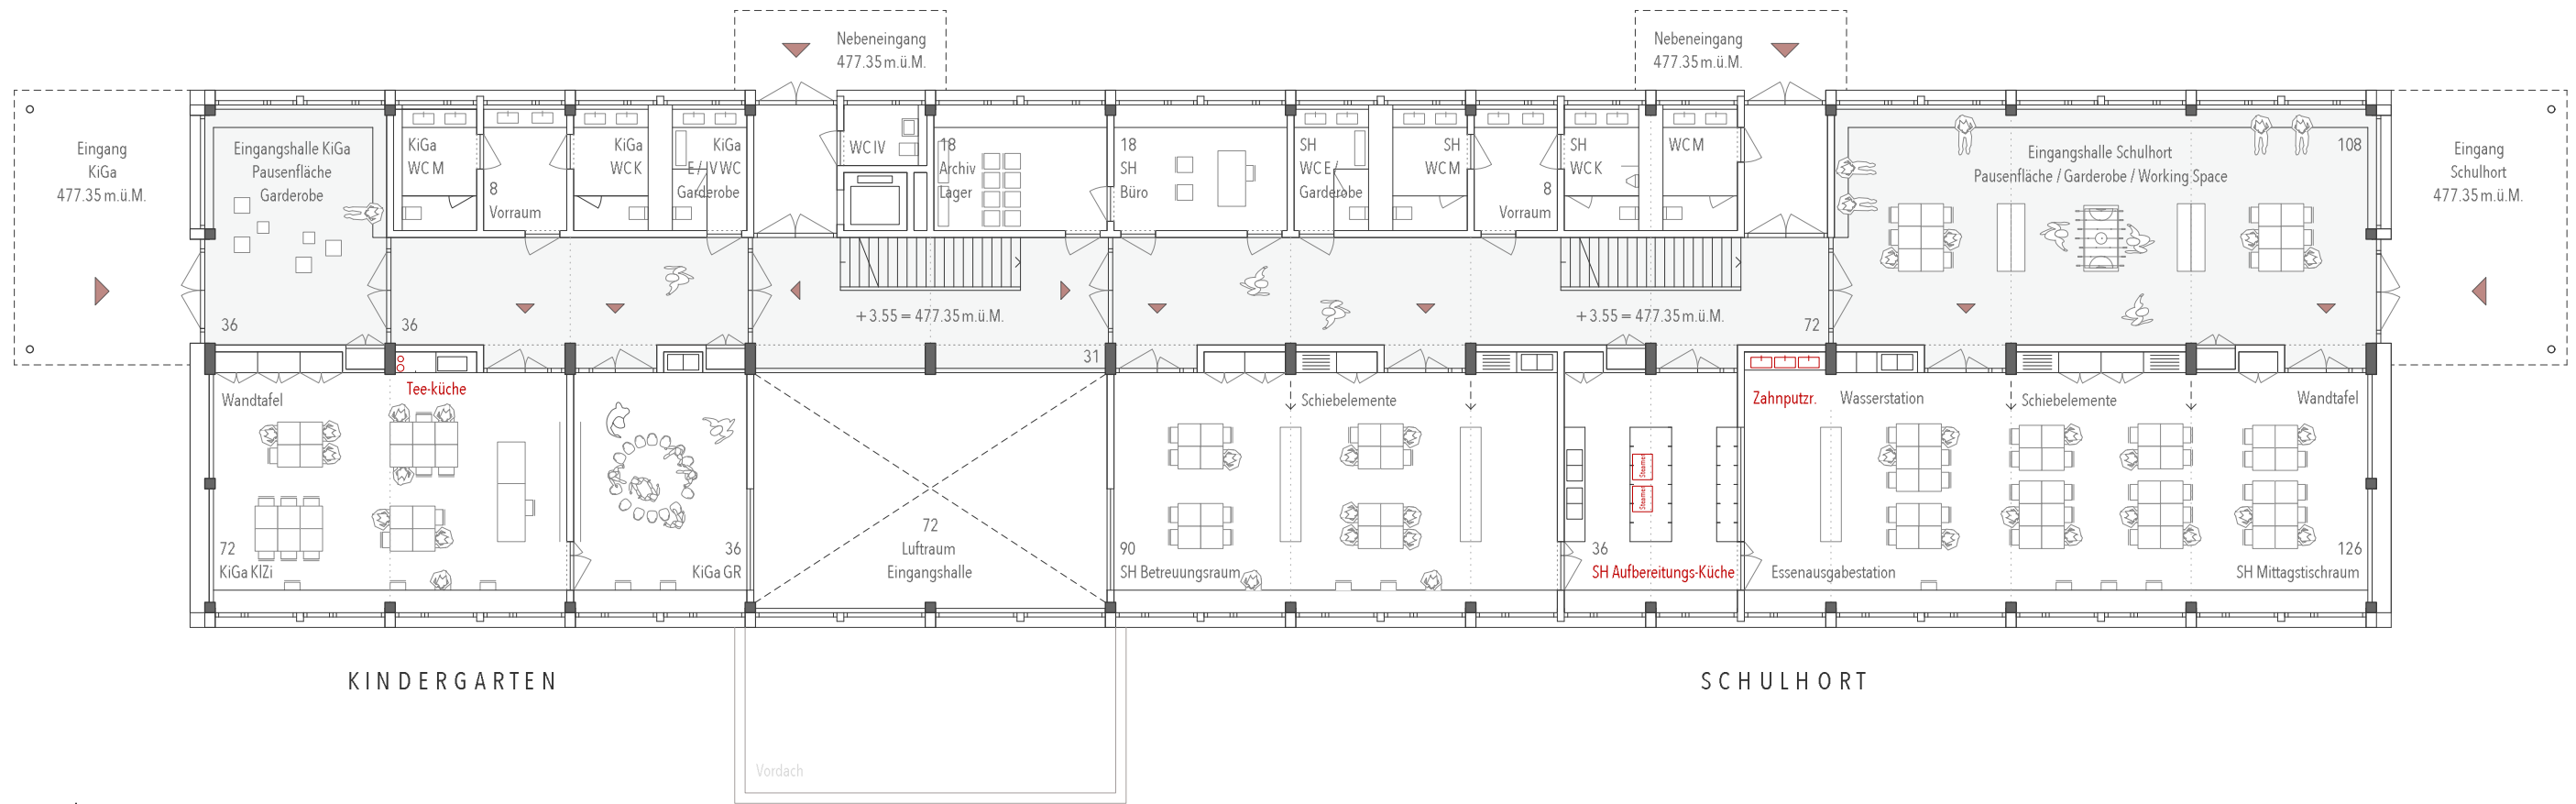 Nebeneingang
477.35 m.ü.M.
Nebeneingang
477.35 m.ü.M.
Eingang
KiGa
477.35 m.ü.M.
Eingangshalle KiGa
Pausenfläche
Garderobe
36
KiGa
WC M
8
Vorraum
KiGa
WC K
KiGa
E / IV WC
Garderobe
WC IV
18
Archiv
Lager
18
SH
Büro
SH
WC E /
Garderobe
SH
WC M
8
Vorraum
SH
WC K
WC M
Eingangshalle Schulhort
Pausenfläche / Garderobe / Working Space
108
Eingang
Schulhort
477.35 m.ü.M.
36
+ 3.55 = 477.35 m.ü.M.
31
+ 3.55 = 477.35 m.ü.M.
72
Wandtafel
Tee-küche
72
KiGa KlZi
36
KiGa GR
72
Luftraum
Eingangshalle
Schiebelemente
90
SH Betreuungsraum
Steamer
Steamer
36
SH Aufbereitungs-Küche
Zahnputzr.
Wasserstation
Schiebelemente
Wandtafel
Essenausgabestation
126
SH Mittagstischraum
KINDERGARTEN
SCHULHORT
Vordach